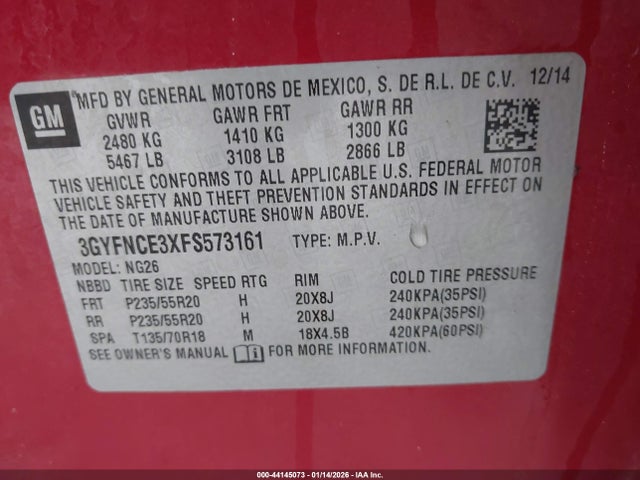 GM
MFD BY GENERAL MOTORS DE MEXICO, S. DE R.L. DE C.V. 12/14
GVWR GAWR FRT GAWR RR
2480 KG 1410 KG 1300 KG
5467 LB 3108 LB 2866 LB
THIS VEHICLE CONFORMS TO ALL APPLICABLE U.S. FEDERAL MOTOR
VEHICLE SAFETY AND THEFT PREVENTION STANDARDS IN EFFECT ON
THE DATE OF MANUFACTURE SHOWN ABOVE.
3GYFNCE3XFS573161 TYPE: M.P.V.
MODEL: NG26
NBBD TIRE SIZE SPEED RTG RIM COLD TIRE PRESSURE
FRT P235/55R20 H 20X8J 240KPA(35PSI)
RR P235/55R20 H 20X8J 240KPA(35PSI)
SPA T135/70R18 M 18X4.5B 420KPA(60PSI)
SEE OWNER'S MANUAL FOR MORE INFORMATION.
000-44145073 - 01/14/2026 - IAA Inc.